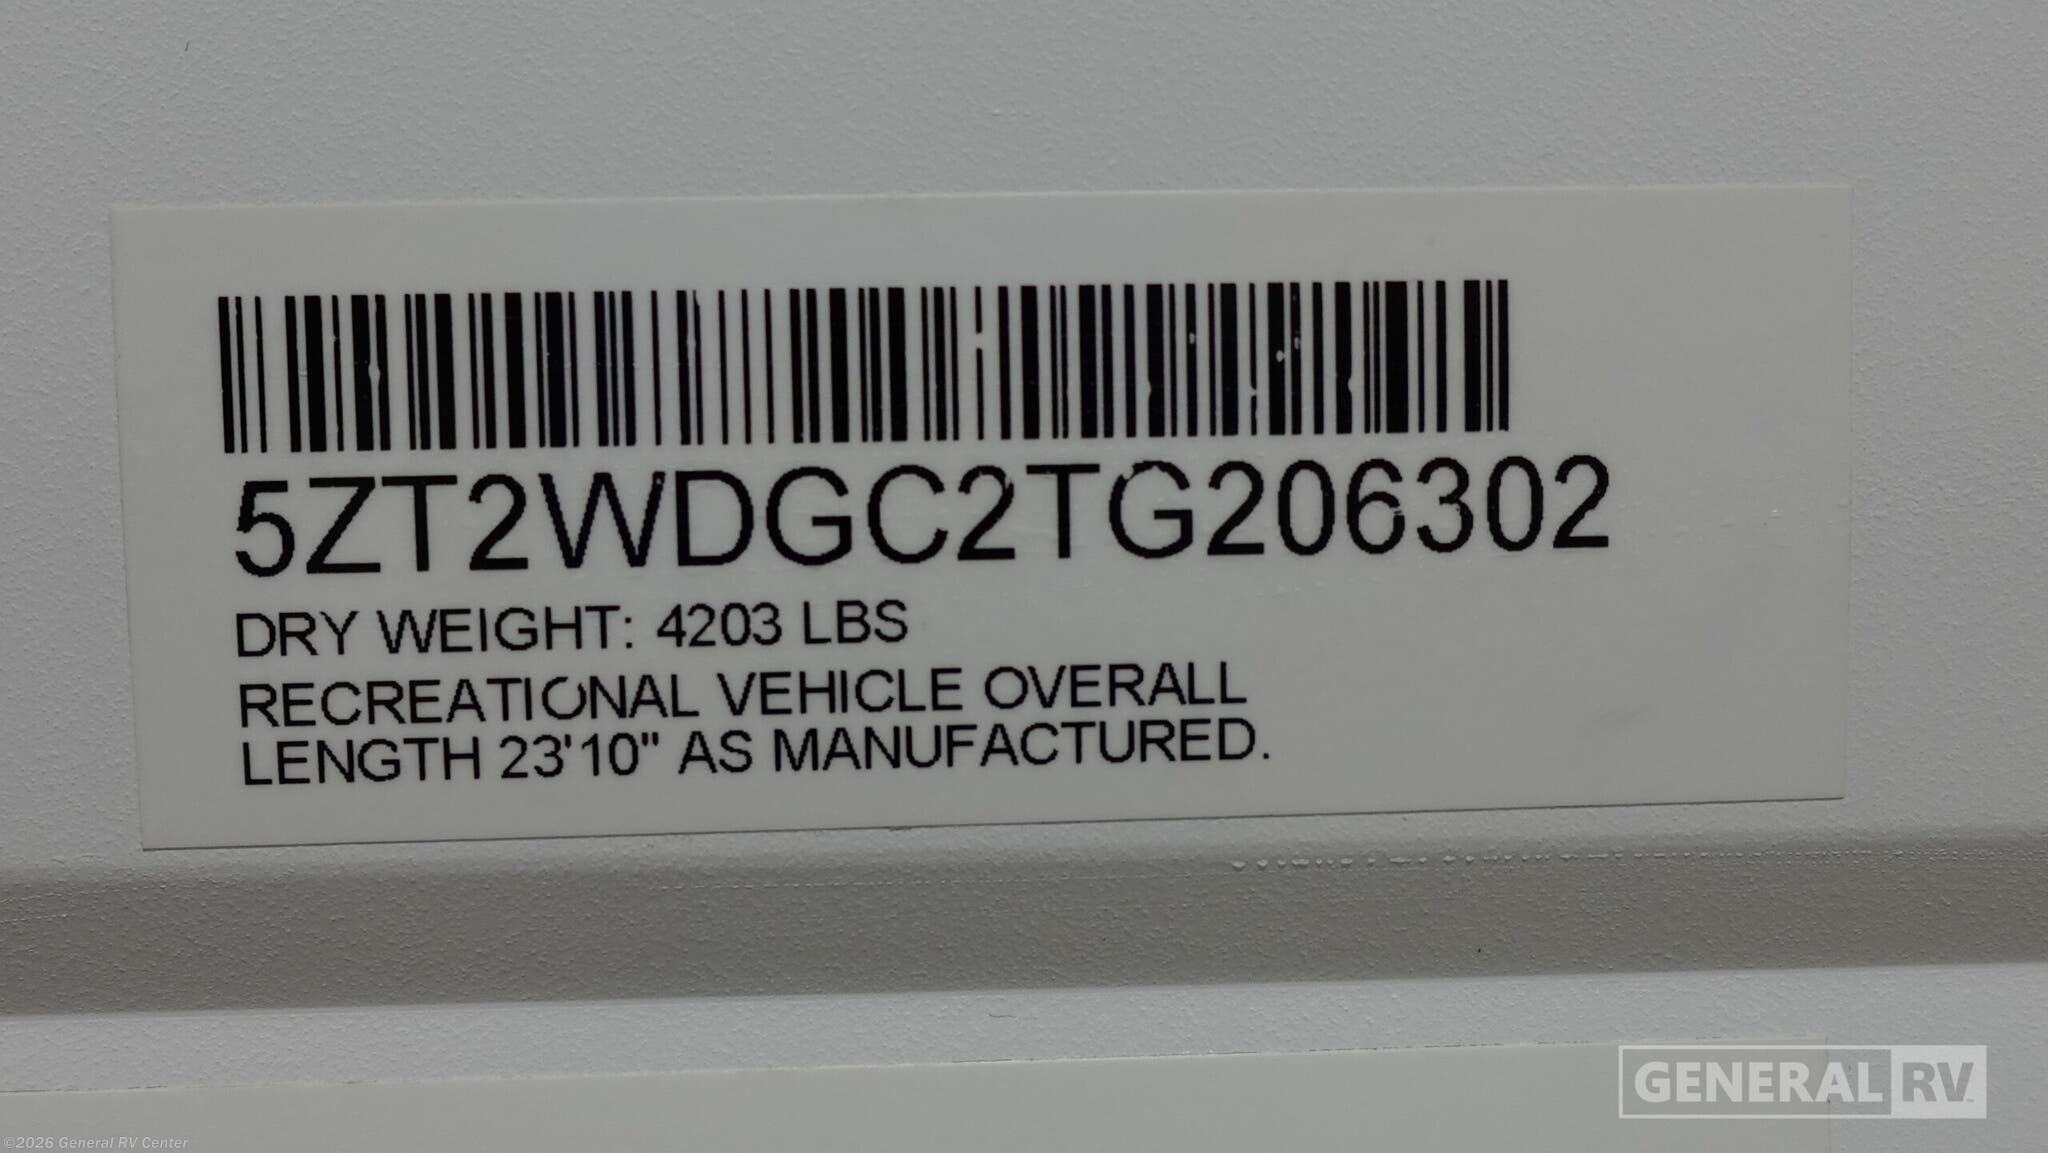 5ZT2WDGC2TG206302
DRY WEIGHT: 4203 LBS
RECREATIONAL VEHICLE OVERALL
LENGTH 23'10" AS MANUFACTURED.
GENERAL RV
©2026 General RV Center